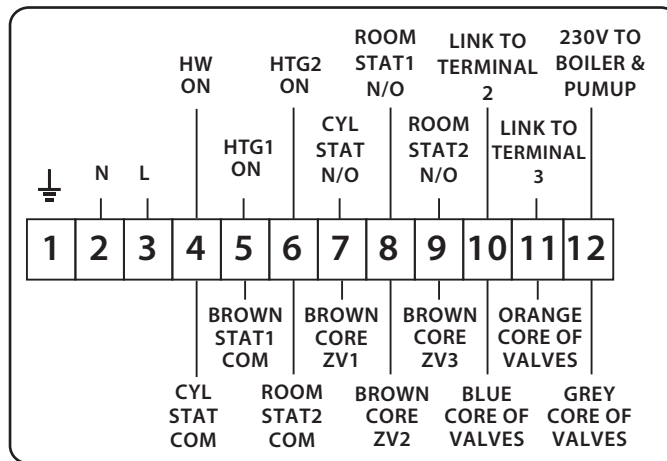 ROOM
STAT1
N/O
LINK TO
TERMINAL
2
230V TO
BOILER &
PUMUP
HW
ON
HTG2
ON
HTG1
ON
CYL
STAT
N/O
ROOM
STAT2
N/O
LINK TO
TERMINAL
3
N
L
1 2 3 4 5 6 7 8 9 10 11 12
BROWN
STAT1
COM
BROWN
CORE
ZV1
BROWN
CORE
ZV3
ORANGE
CORE OF
VALVES
CYL
STAT
COM
ROOM
STAT2
COM
BROWN
CORE
ZV2
BLUE
CORE OF
VALVES
GREY
CORE OF
VALVES